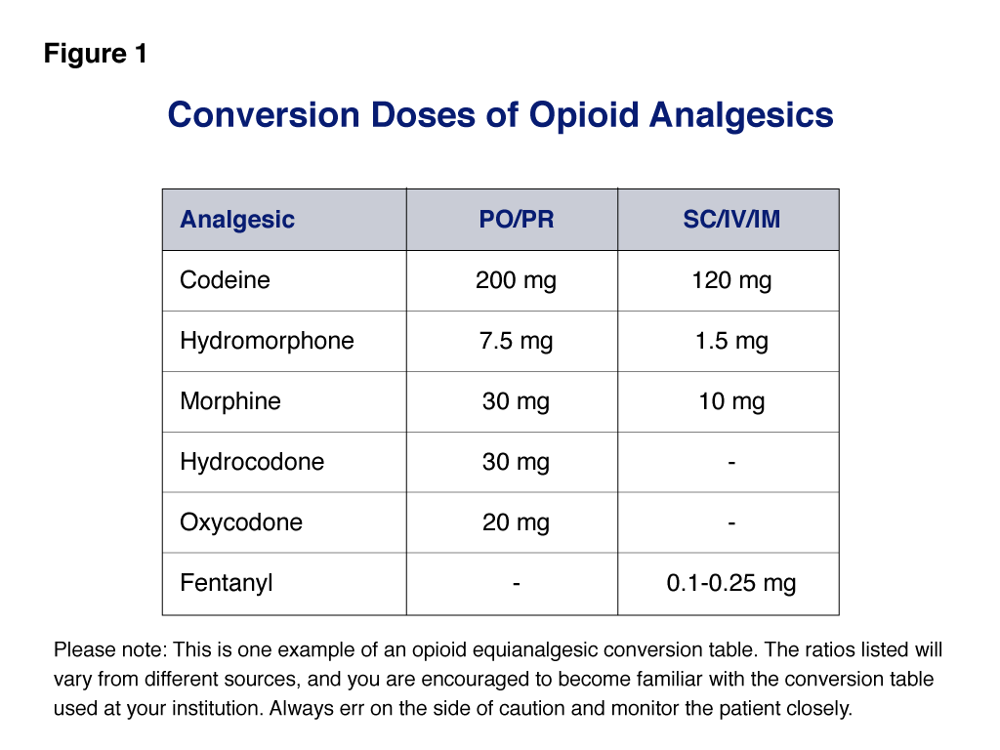 Figure 1
Conversion Doses of Opioid Analgesics
Analgesic PO/PR SC/IV/IM
Codeine 200 mg 120 mg
Hydromorphone 7.5 mg 1.5 mg
Morphine 30 mg 10 mg
Hydrocodone 30 mg -
Oxycodone 20 mg -
Fentanyl - 0.1-0.25 mg
Please note: This is one example of an opioid equianalgesic conversion table. The ratios listed will
vary from different sources, and you are encouraged to become familiar with the conversion table
used at your institution. Always err on the side of caution and monitor the patient closely.